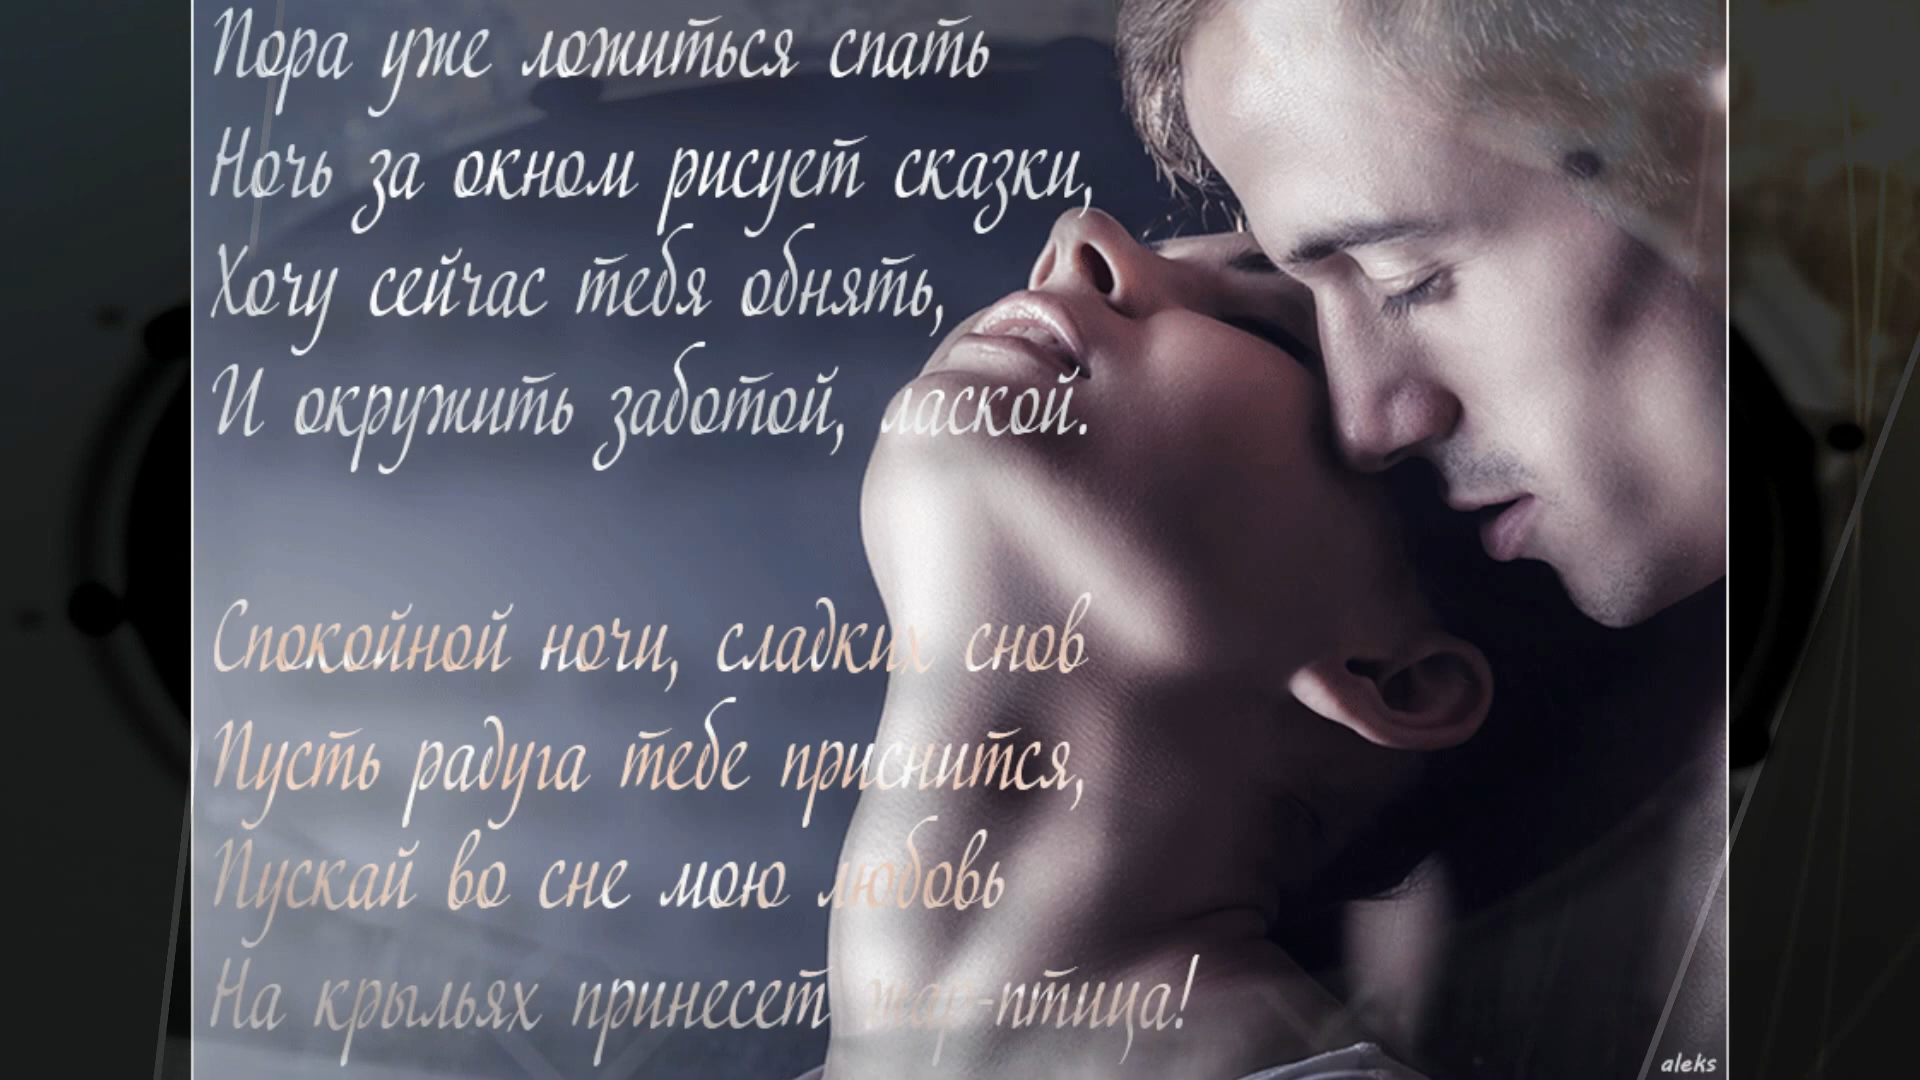 Пора уже ложиться спать
Ночь за окном рисует сказки,
Хочу сейчас тебя обнять,
И окружить заботой, лаской.
Спокойной ночи, сладких снов
Пусть радуга тебе приснится,
Пускай во сне мою любовь
На крыльях принесет жар-птица!
aleks